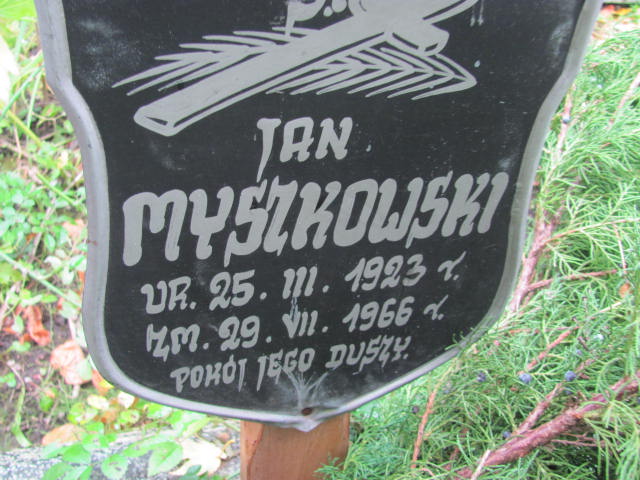 JAN
MYSZKOWSKI
UR. 25. III. 1923 r.
ZM. 29. VII. 1966 r.
POKÓJ JEGO DUSZY.